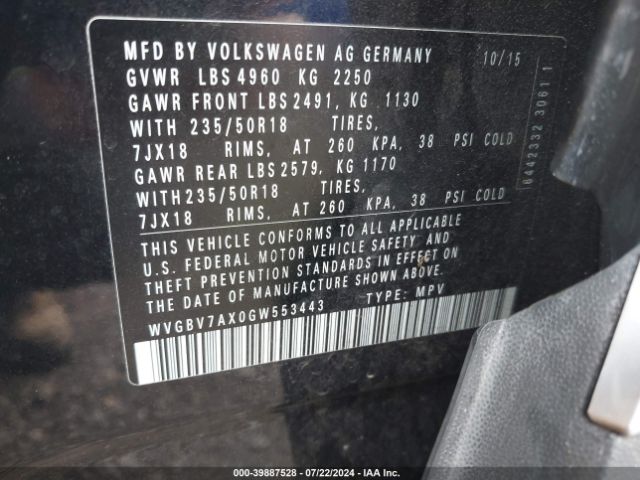 MFD BY VOLKSWAGEN AG GERMANY 10/15
GVWR LBS 4960 KG 2250
GAWR FRONT LBS 2491, KG 1130
WITH 235/50R18 TIRES,
7JX18 RIMS, AT 260 KPA, 38 PSI COLD
GAWR REAR LBS 2579, KG 1170
WITH 235/50R18 TIRES,
7JX18 RIMS, AT 260 KPA, 38 PSI COLD
THIS VEHICLE CONFORMS TO ALL APPLICABLE
U.S. FEDERAL MOTOR VEHICLE SAFETY AND
THEFT PREVENTION STANDARDS IN EFFECT ON
THE DATE OF MANUFACTURE SHOWN ABOVE.
WVGBV7AX0GW553443 TYPE: MPV
6442332 3061 1
000-39887528 - 07/22/2024 - IAA Inc.